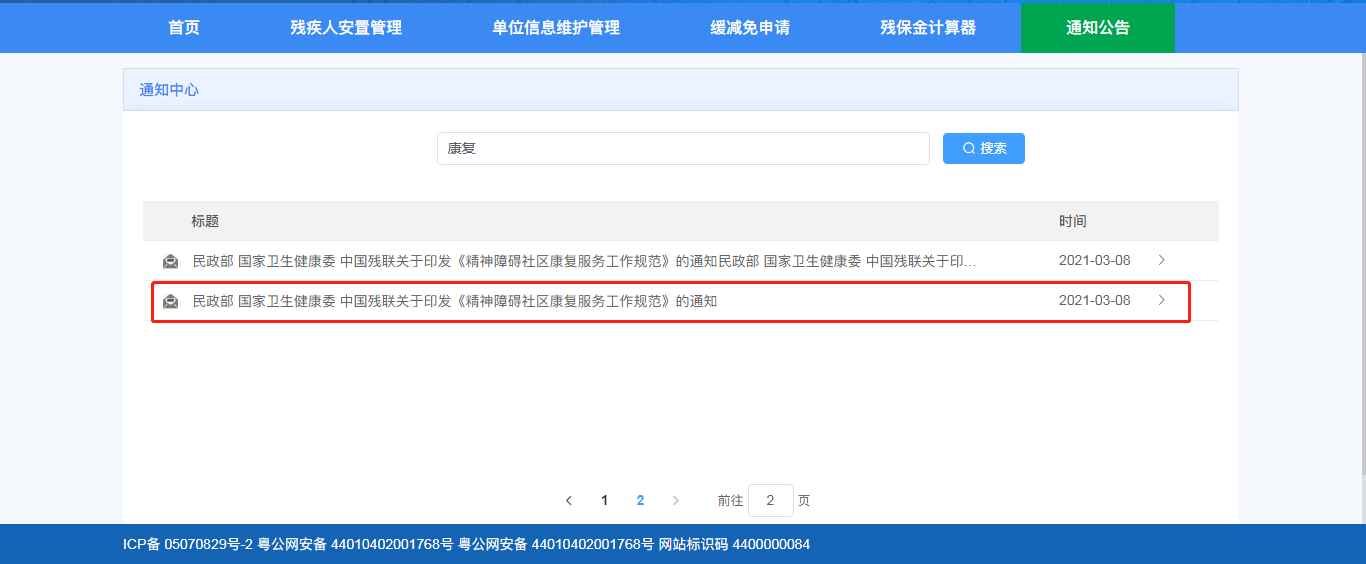 首页 残疾人安置管理 单位信息维护管理 缓减免申请 残保金计算器 通知公告
通知中心
康复 搜索
标题 时间
民政部 国家卫生健康委 中国残联关于印发《精神障碍社区康复服务工作规范》的通知民政部 国家卫生健康委 中国残联关于印… 2021-03-08
民政部 国家卫生健康委 中国残联关于印发《精神障碍社区康复服务工作规范》的通知 2021-03-08
1 2 前往 2 页
ICP备 05070829号-2 粤公网安备 44010402001768号 粤公网安备 44010402001768号 网站标识码 4400000084